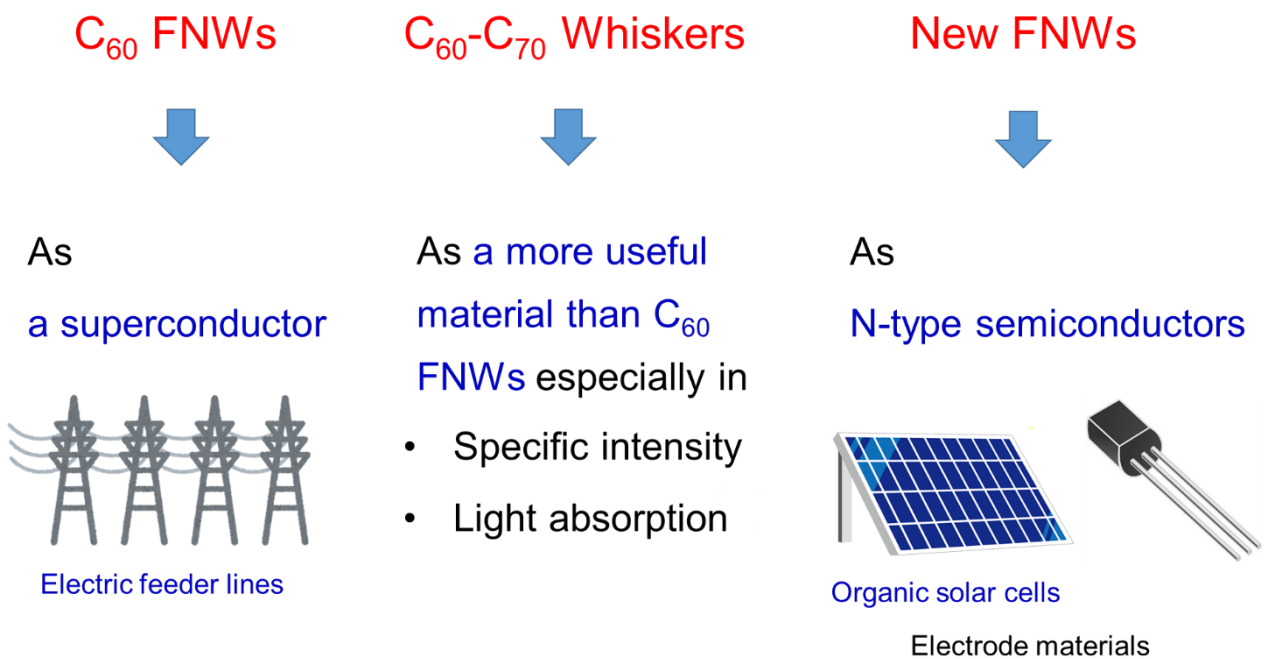 C60 FNWs
C60-C70 Whiskers
New FNWs
As
a superconductor
Electric feeder lines
As a more useful
material than C60
FNWs especially in
• Specific intensity
• Light absorption
As
N-type semiconductors
Organic solar cells
Electrode materials